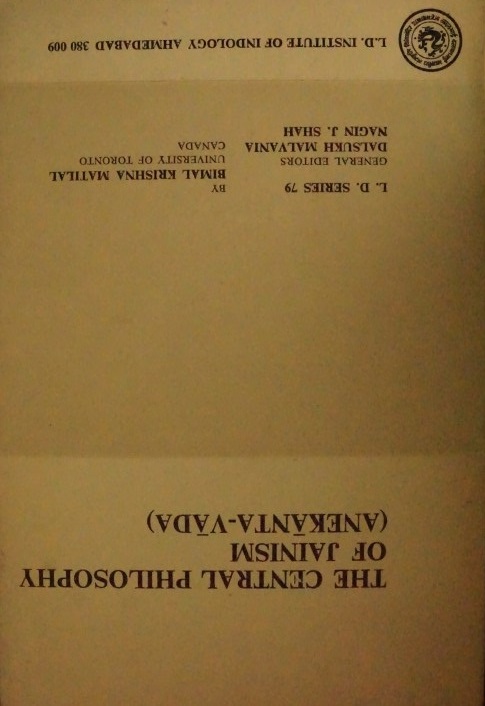 THE CENTRAL PHILOSOPHY
OF JAINISM
(ANEKĀNTA-VĀDA)
L. D. SERIES 79
GENERAL EDITORS
DALSUKH MALVANIA
NAGIN J. SHAH
BY
BIMAL KRISHNA MATILAL
UNIVERSITY OF TORONTO
CANADA
L.D. INSTITUTE OF INDOLOGY AHMEDABAD 380 009